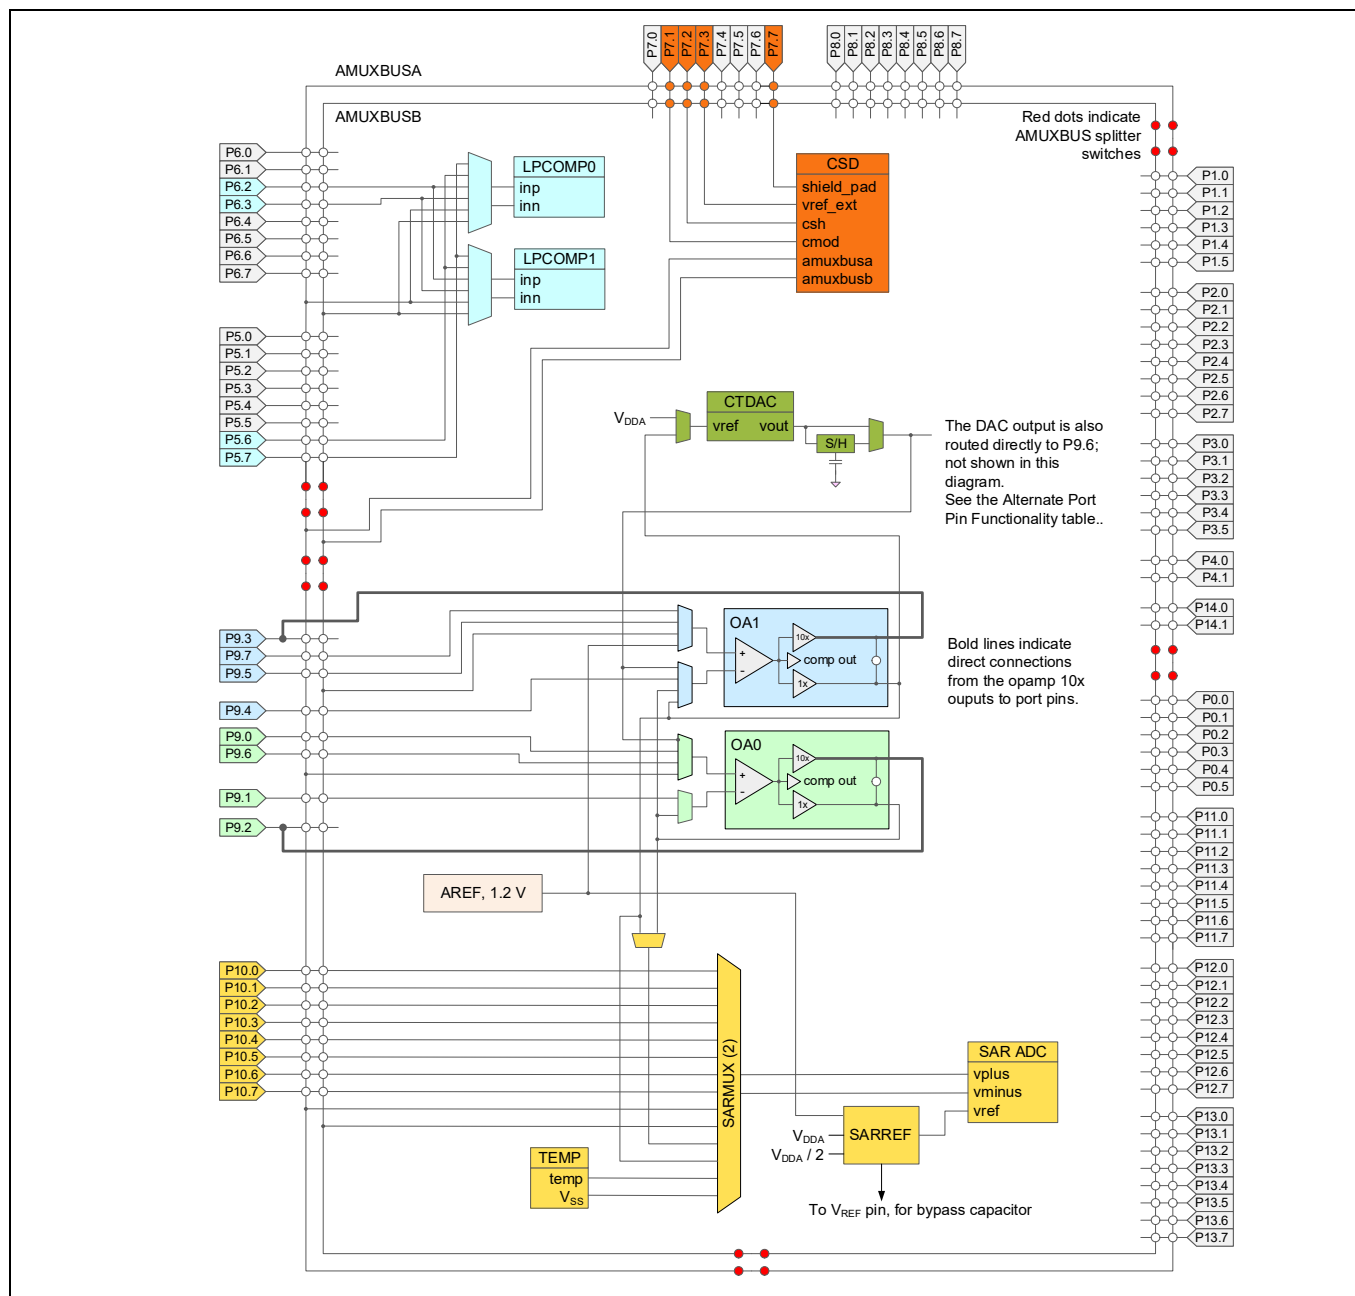 P7.0
P7.1
P7.2
P7.3
P7.4
P7.5
P7.6
P7.7
P8.0
P8.1
P8.2
P8.3
P8.4
P8.5
P8.6
P8.7
AMUXBUSA
AMUXBUSB
Red dots indicate
AMUXBUS splitter
switches
P6.0
P6.1
P6.2
P6.3
P6.4
P6.5
P6.6
P6.7
LPCOMP0
inp
inn
LPCOMP1
inp
inn
CSD
shield_pad
vref_ext
csh
cmod
amuxbusa
amuxbusb
P1.0
P1.1
P1.2
P1.3
P1.4
P1.5
P2.0
P2.1
P2.2
P2.3
P2.4
P2.5
P2.6
P2.7
P5.0
P5.1
P5.2
P5.3
P5.4
P5.5
P5.6
P5.7
VDDA
CTDAC
vref vout
S/H
The DAC output is also
routed directly to P9.6;
not shown in this
diagram.
See the Alternate Port
Pin Functionality table..
P3.0
P3.1
P3.2
P3.3
P3.4
P3.5
P4.0
P4.1
P14.0
P14.1
P9.3
P9.7
P9.5
P9.4
OA1
+
-
10x
comp out
1x
Bold lines indicate
direct connections
from the opamp 10x
ouputs to port pins.
P9.0
P9.6
P9.1
P9.2
OA0
+
-
10x
comp out
1x
P0.0
P0.1
P0.2
P0.3
P0.4
P0.5
P11.0
P11.1
P11.2
P11.3
P11.4
P11.5
P11.6
P11.7
AREF, 1.2 V
P10.0
P10.1
P10.2
P10.3
P10.4
P10.5
P10.6
P10.7
SARMUX (2)
SAR ADC
vplus
vminus
vref
SARREF
VDDA
VDDA / 2
TEMP
temp
VSS
To VREF pin, for bypass capacitor
P12.0
P12.1
P12.2
P12.3
P12.4
P12.5
P12.6
P12.7
P13.0
P13.1
P13.2
P13.3
P13.4
P13.5
P13.6
P13.7